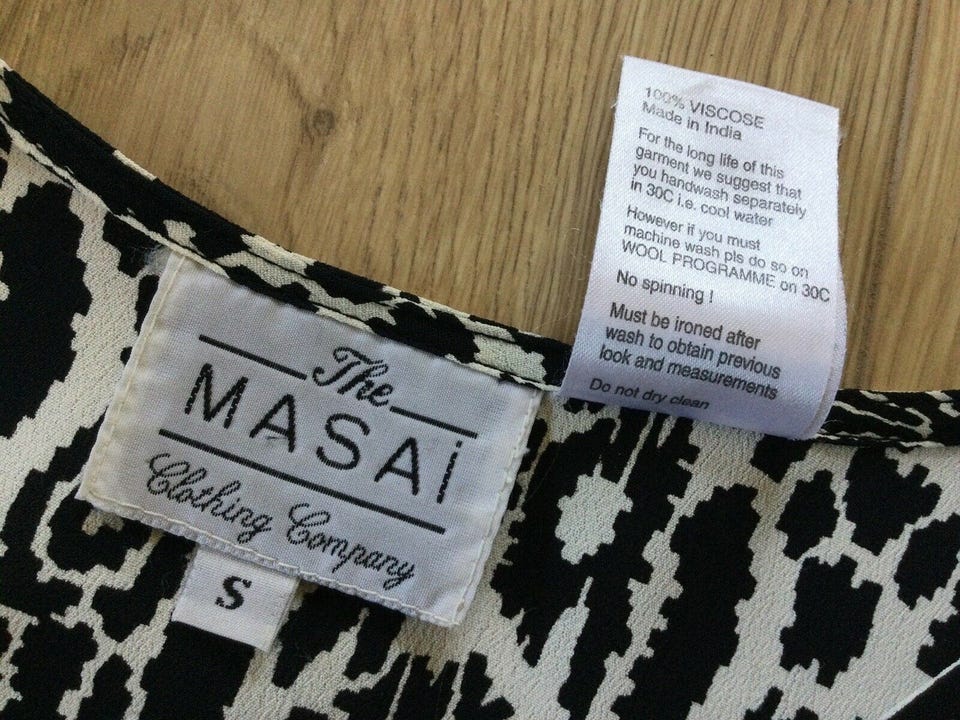 The
MASAi
Clothing Company
S
100% VISCOSE
Made in India
For the long life of this
garment we suggest that
you handwash separately
in 30C i.e. cool water
However if you must
machine wash pls do so on
WOOL PROGRAMME on 30C
No spinning !
Must be ironed after
wash to obtain previous
look and measurements
Do not dry clean